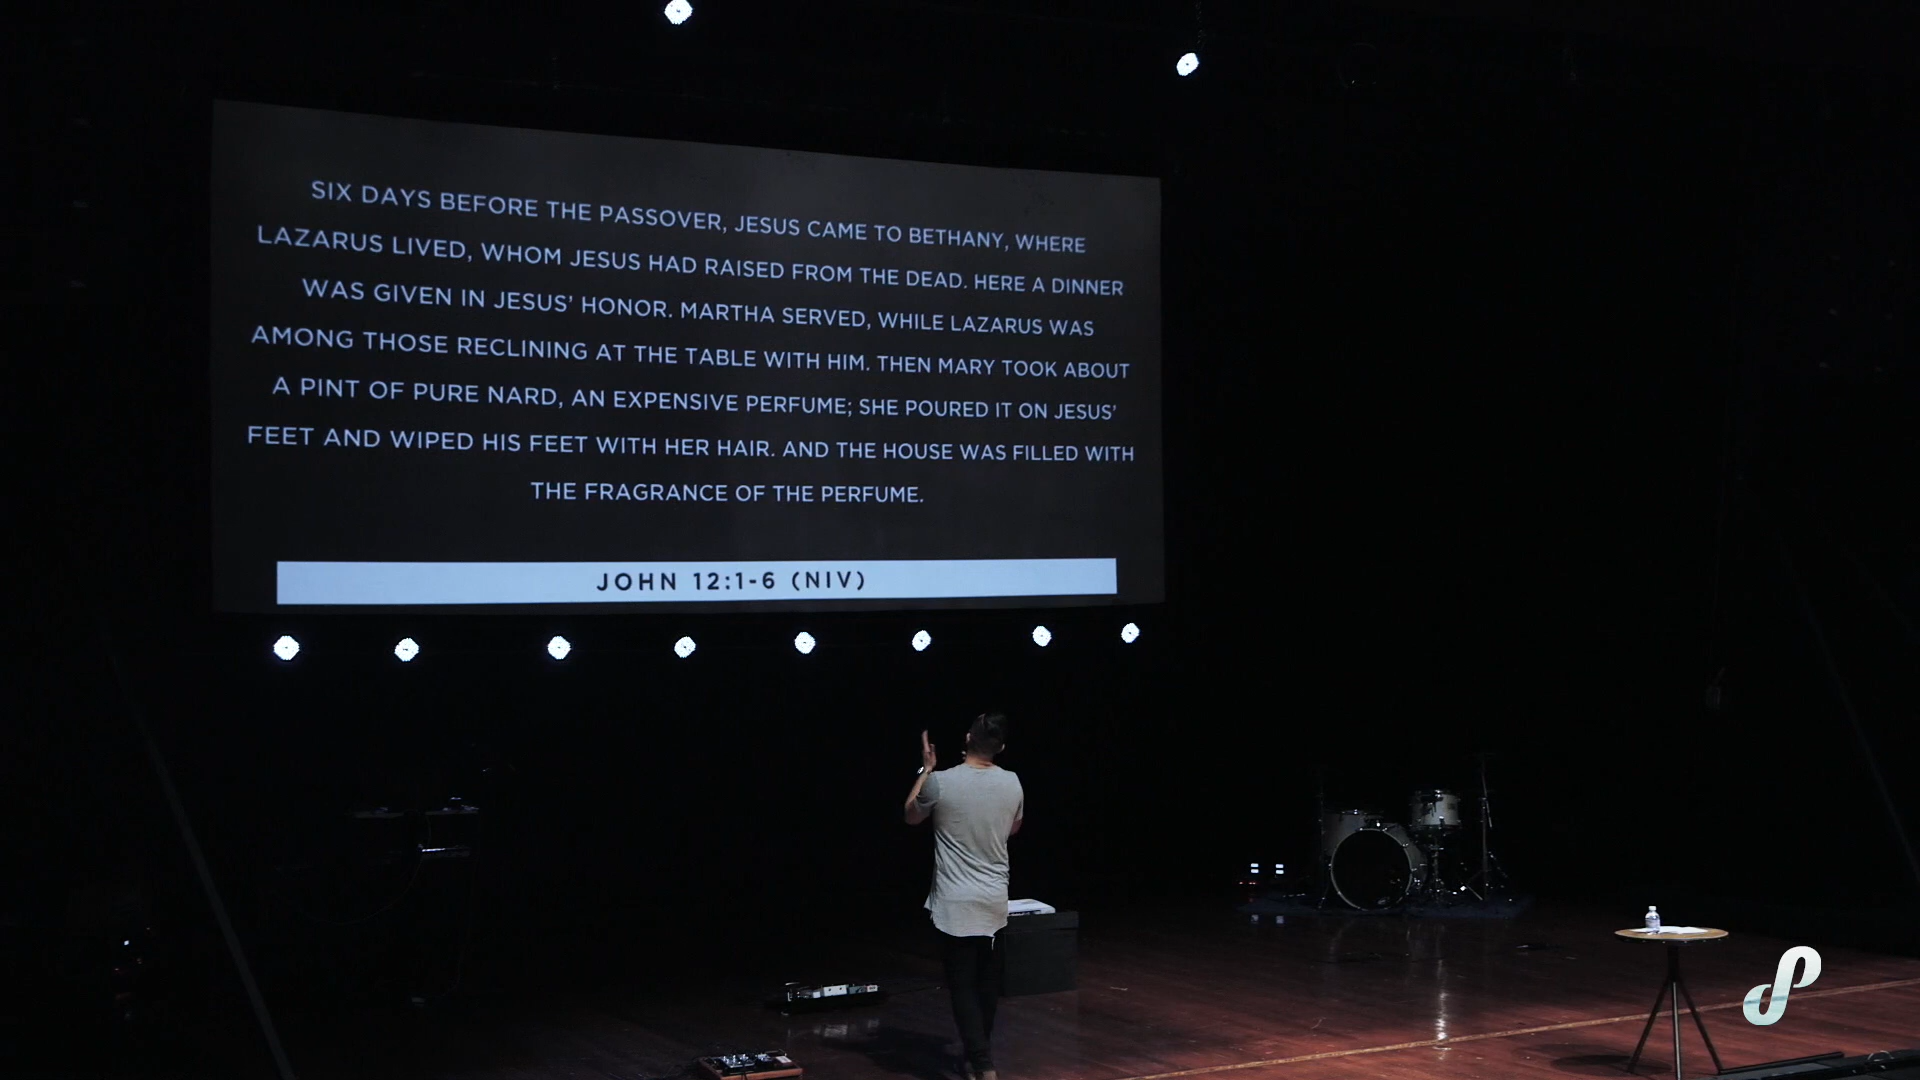 SIX DAYS BEFORE THE PASSOVER, JESUS CAME TO BETHANY, WHERE
LAZARUS LIVED, WHOM JESUS HAD RAISED FROM THE DEAD. HERE A DINNER
WAS GIVEN IN JESUS’ HONOR. MARTHA SERVED, WHILE LAZARUS WAS
AMONG THOSE RECLINING AT THE TABLE WITH HIM. THEN MARY TOOK ABOUT
A PINT OF PURE NARD, AN EXPENSIVE PERFUME; SHE POURED IT ON JESUS’
FEET AND WIPED HIS FEET WITH HER HAIR. AND THE HOUSE WAS FILLED WITH
THE FRAGRANCE OF THE PERFUME.
JOHN 12:1-6 (NIV)